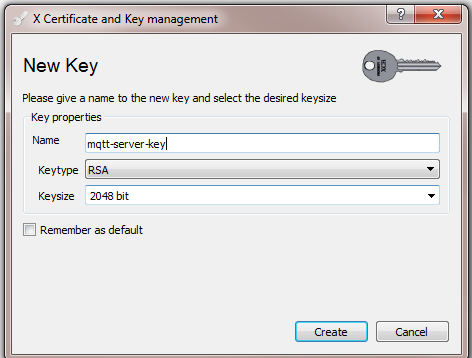 X Certificate and Key management
New Key
Please give a name to the new key and select the desired keysize
Key properties
Name mqtt-server-key
Keytype RSA
Keysize 2048 bit
Remember as default
Create Cancel